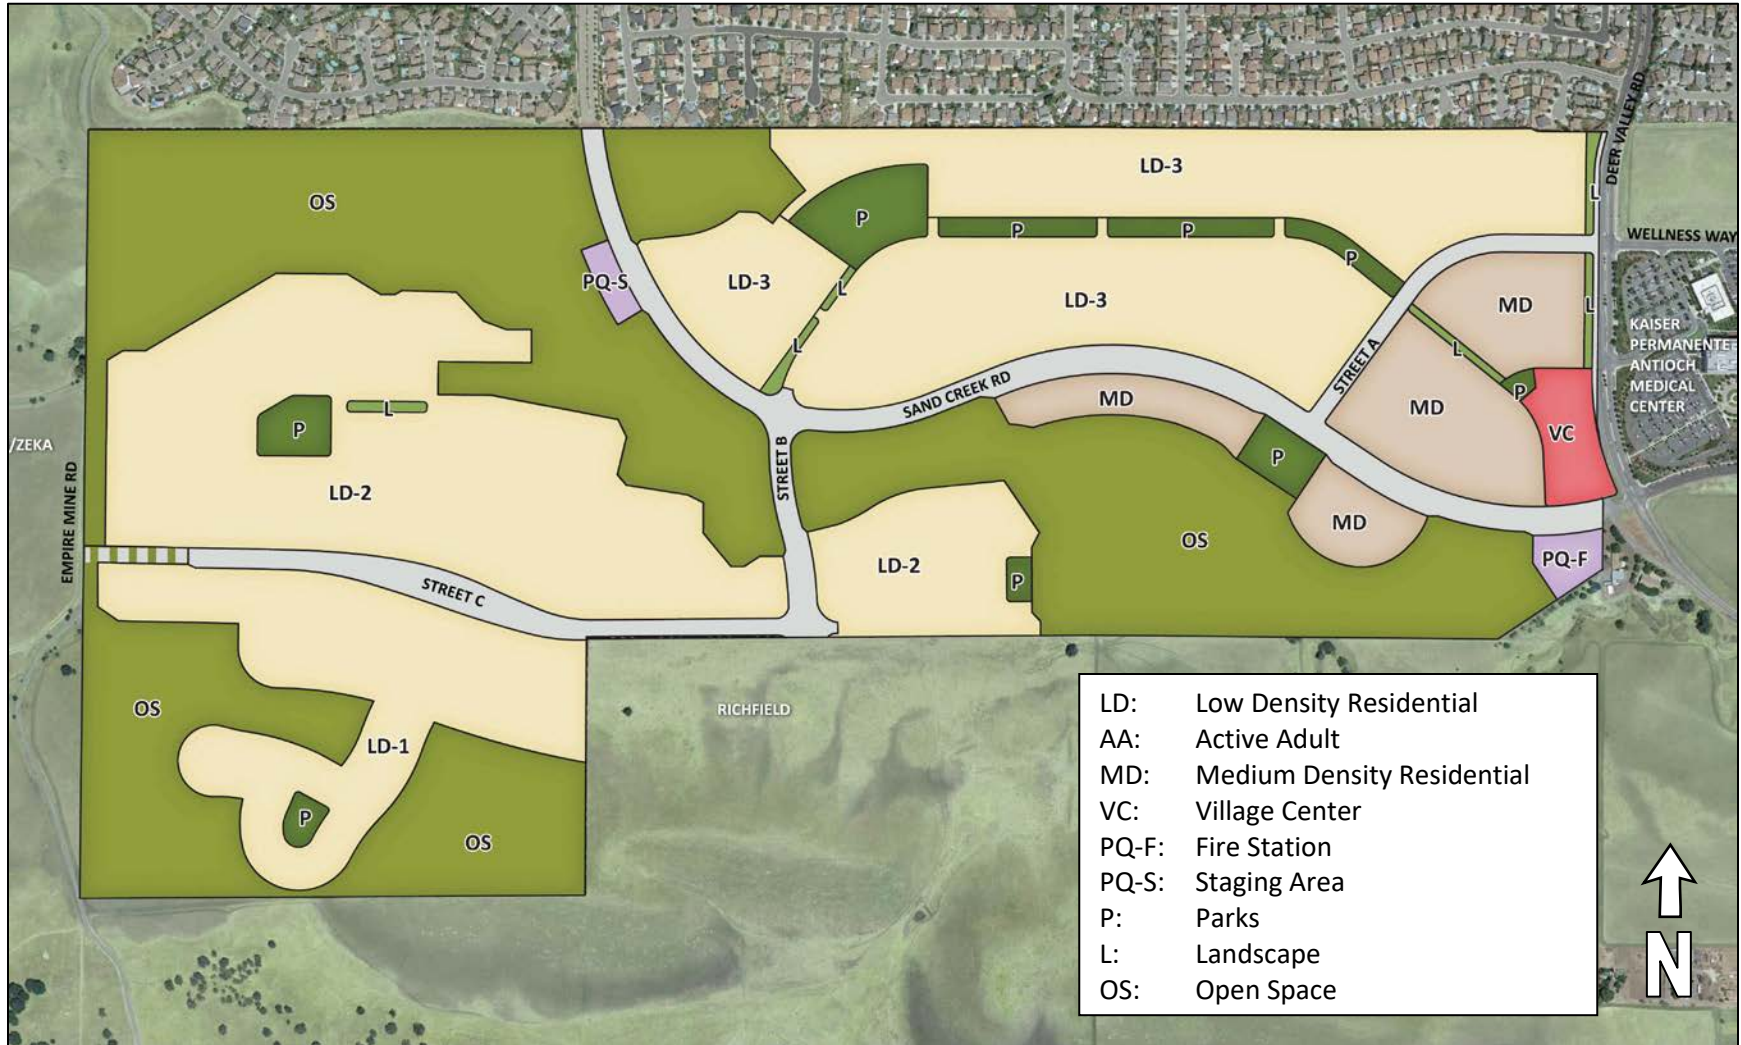 DEER VALLEY RD
LD-3
L
OS
P
P
P
WELLNESS WAY
P
PQ-S
LD-3
L
LD-3
MD
L
KAISER
PERMANENTE
ANTIOCH
MEDICAL
CENTER
L
L
STREET A
SAND CREEK RD
MD
P
MD
L
P
VC
/ZEKA
STREET B
P
LD-2
MD
EMPIRE MINE RD
OS
PQ-F
LD-2
P
STREET C
OS
RICHFIELD
LD-1
P
OS
LD: Low Density Residential
AA: Active Adult
MD: Medium Density Residential
VC: Village Center
PQ-F: Fire Station
PQ-S: Staging Area
P: Parks
L: Landscape
OS: Open Space
N